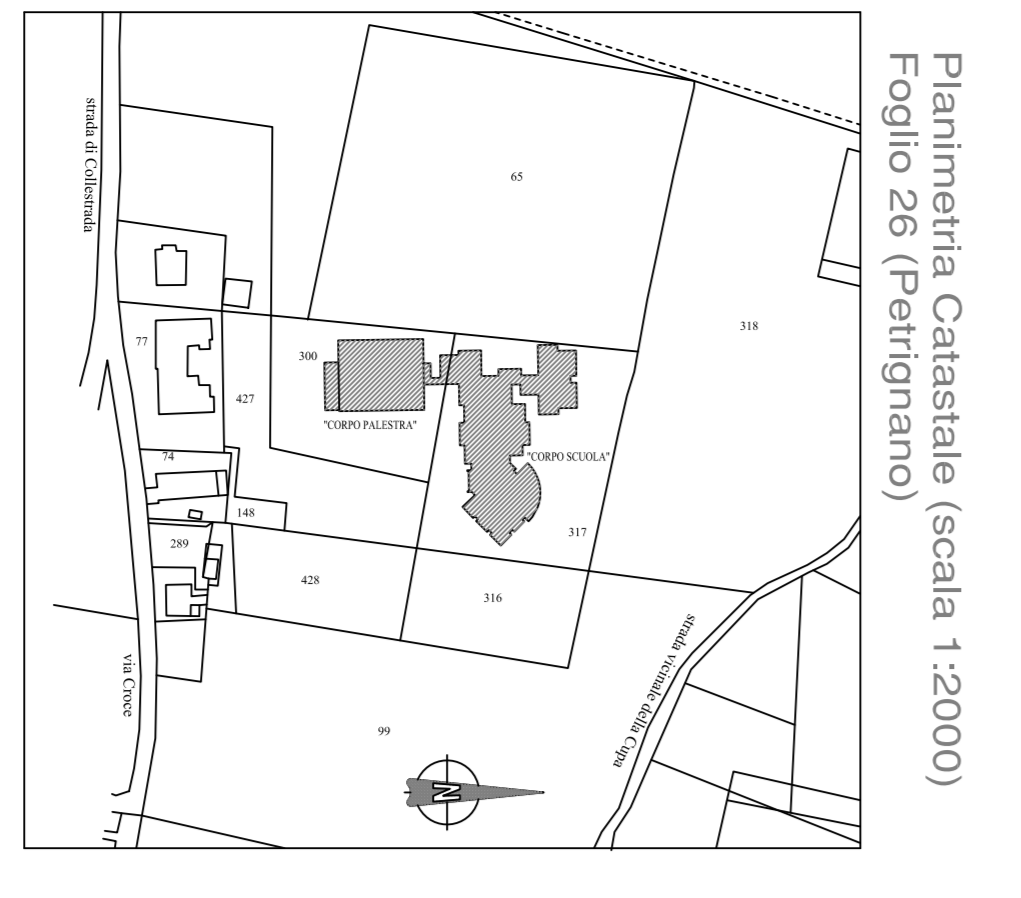 Planimetria Catastale (scala 1:2000)
Foglio 26 (Petrignano)
strada di Collestrada
65
318
77
300
427
"CORPO PALESTRA"
74
"CORPO SCUOLA"
148
289
317
428
316
strada vicinale della Cupa
via Croce
99
N